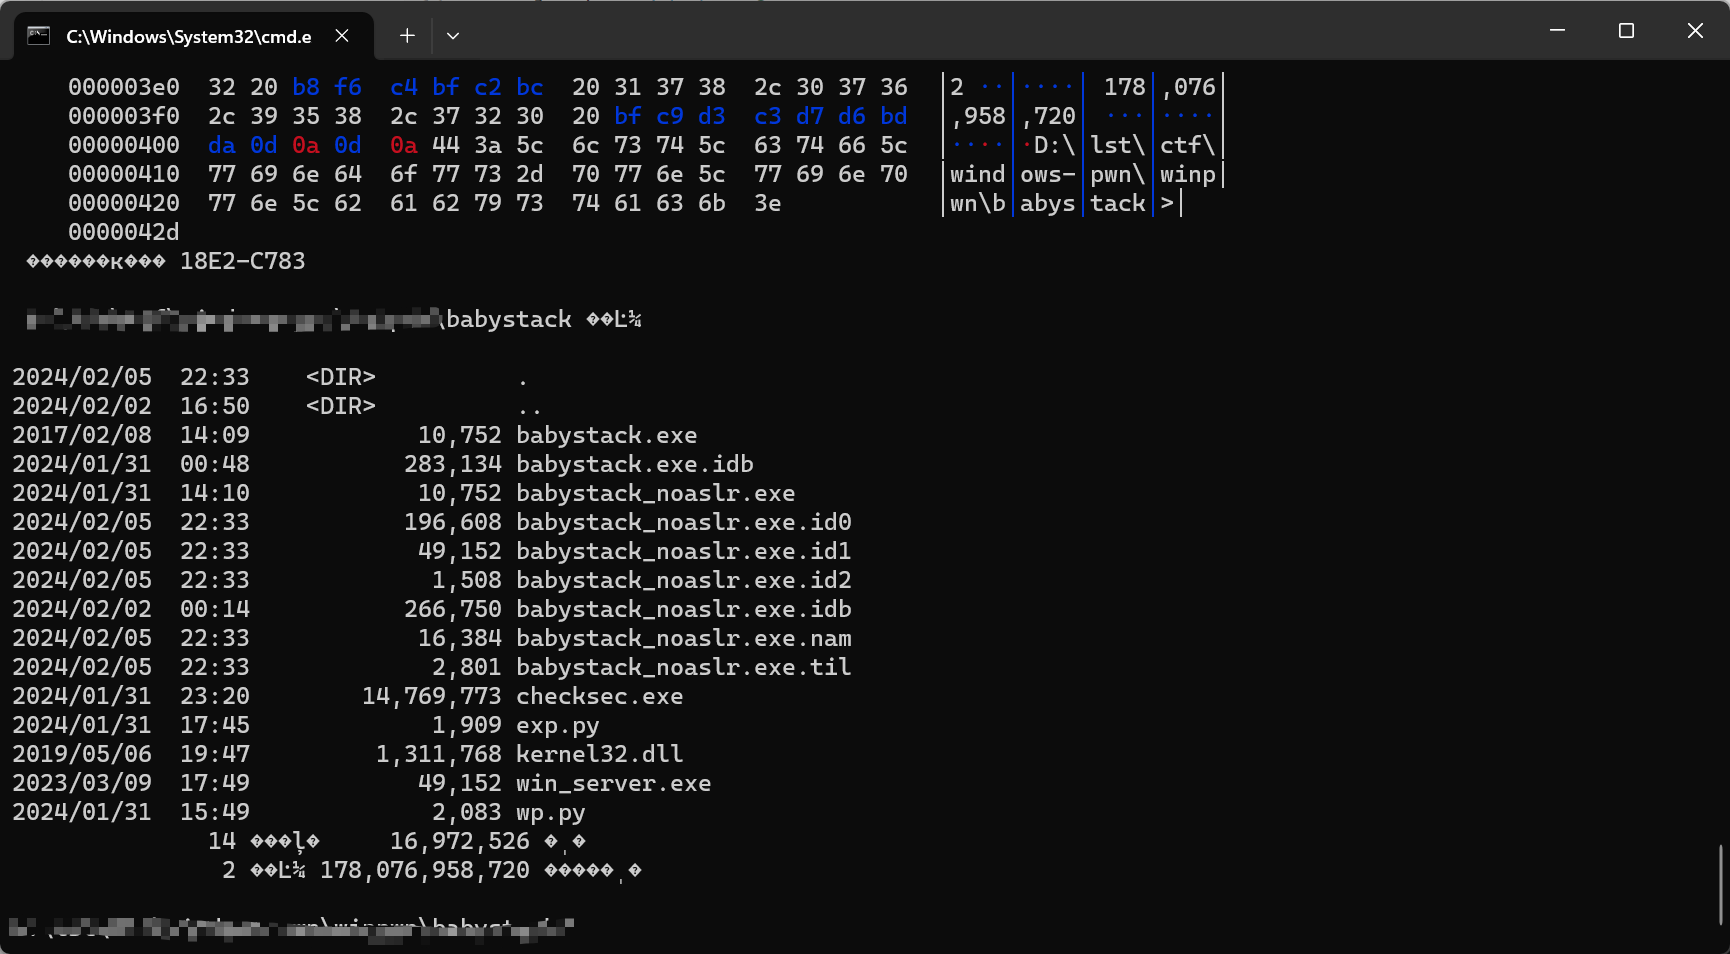 C:\Windows\System32\cmd.e
000003e0  32 20 b8 f6  c4 bf c2 bc  20 31 37 38  2c 30 37 36  │2 ··│····│ 178│,076│
000003f0  2c 39 35 38  2c 37 32 30  20 bf c9 d3  c3 d7 d6 bd  │,958│,720│ ···│····│
00000400  da 0d 0a 0d  0a 44 3a 5c  6c 73 74 5c  63 74 66 5c  │····│·D:\│lst\│ctf\│
00000410  77 69 6e 64  6f 77 73 2d  70 77 6e 5c  77 69 6e 70  │wind│ows-│pwn\│winp│
00000420  77 6e 5c 62  61 62 79 73  74 61 63 6b  3e           │wn\b│abys│tack│>│
0000042d
������к��� 18E2-C783
\babystack ��Ŀ¼
2024/02/05  22:33    <DIR>          .
2024/02/02  16:50    <DIR>          ..
2017/02/08  14:09            10,752 babystack.exe
2024/01/31  00:48           283,134 babystack.exe.idb
2024/01/31  14:10            10,752 babystack_noaslr.exe
2024/02/05  22:33           196,608 babystack_noaslr.exe.id0
2024/02/05  22:33            49,152 babystack_noaslr.exe.id1
2024/02/05  22:33             1,508 babystack_noaslr.exe.id2
2024/02/02  00:14           266,750 babystack_noaslr.exe.idb
2024/02/05  22:33            16,384 babystack_noaslr.exe.nam
2024/02/05  22:33             2,801 babystack_noaslr.exe.til
2024/01/31  23:20        14,769,773 checksec.exe
2024/01/31  17:45             1,909 exp.py
2019/05/06  19:47         1,311,768 kernel32.dll
2023/03/09  17:49            49,152 win_server.exe
2024/01/31  15:49             2,083 wp.py
14 ���ļ�     16,972,526 �ֽ�
2 ��Ŀ¼ 178,076,958,720 �����ֽ�